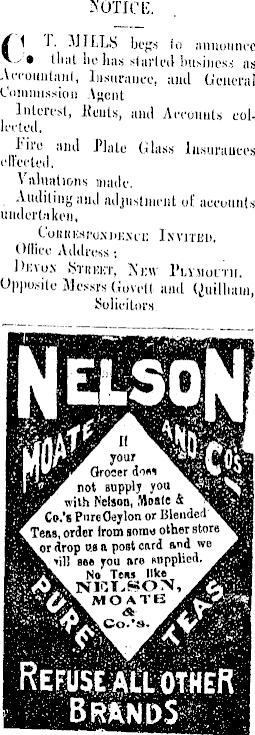 NOTICE.
C. T. MILLS begs to announce
that he has started business as
Accountant, Insurance, and General
Commission Agent
Interest, Rents, and Accounts col-
lected.
Fire and Plate Glass Insurances
effected.
Valuations made.
Auditing and adjustment of accounts
undertaken,
CORRESPONDENCE INVITED.
Office Address :
DEVON STREET, NEW PLYMOUTH.
Opposite Messrs Govett and Quilliam,
Solicitors
NELSON
MOATE AND CO'S
If
your
Grocer does
not supply you
with Nelson, Moate &
Co.'s Pure Ceylon or Blended
Teas, order from some other store
or drop us a post card and we
will see you are supplied.
No Teas like
NELSON,
MOATE
&
Co.'s.
PURE TEAS
REFUSE ALL OTHER
BRANDS